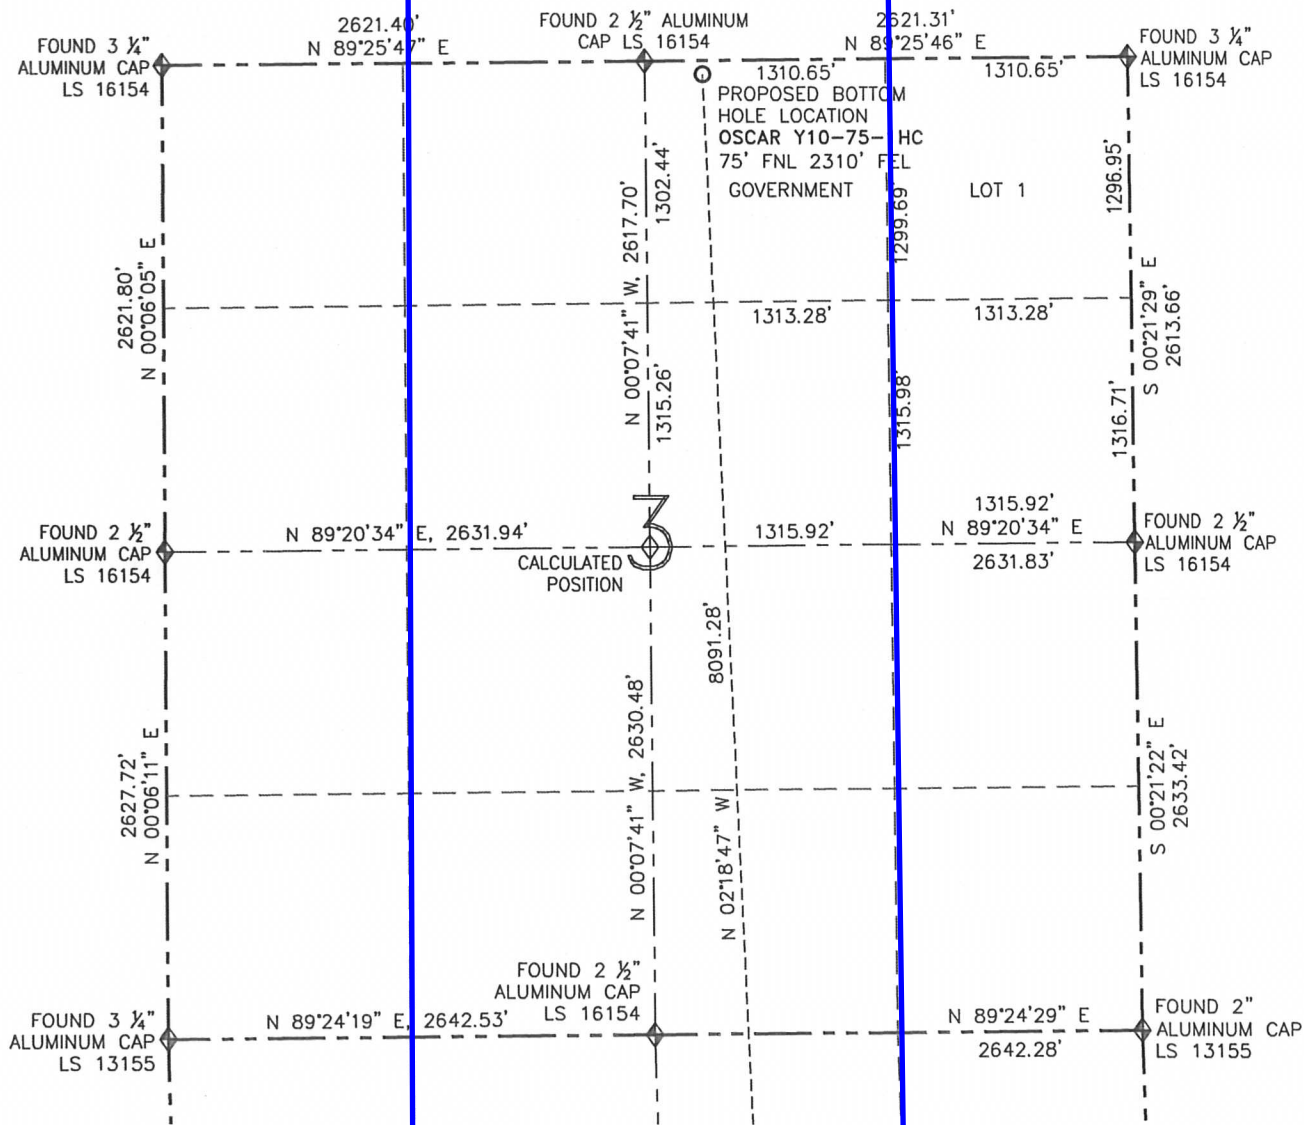 2621.40'
N 89°25'47" E
FOUND 2 ½" ALUMINUM
CAP LS 16154
2621.31'
N 89°25'46" E
FOUND 3 ¼"
ALUMINUM CAP
LS 16154
FOUND 3 ¼"
ALUMINUM CAP
LS 16154
1310.65'
1310.65'
PROPOSED BOTTOM
HOLE LOCATION
OSCAR Y10-75- HC
75' FNL 2310' FEL
GOVERNMENT LOT 1
2621.80'
N 00°06'05" E
N 00°07'41" W, 2617.70'
1302.44'
1299.69'
1296.95'
S 00°21'29" E
2613.66'
1313.28'
1313.28'
1315.26'
1315.98'
1316.71'
FOUND 2 ½"
ALUMINUM CAP
LS 16154
N 89°20'34" E, 2631.94'
3
CALCULATED
POSITION
1315.92'
1315.92'
N 89°20'34" E
2631.83'
FOUND 2 ½"
ALUMINUM CAP
LS 16154
8091.28'
N 02°18'47" W
2627.72'
N 00°06'11" E
N 00°07'41" W, 2630.48'
S 00°21'22" E
2633.42'
FOUND 3 ¼"
ALUMINUM CAP
LS 13155
N 89°24'19" E, 2642.53'
FOUND 2 ½"
ALUMINUM CAP
LS 16154
N 89°24'29" E
2642.28'
FOUND 2"
ALUMINUM CAP
LS 13155